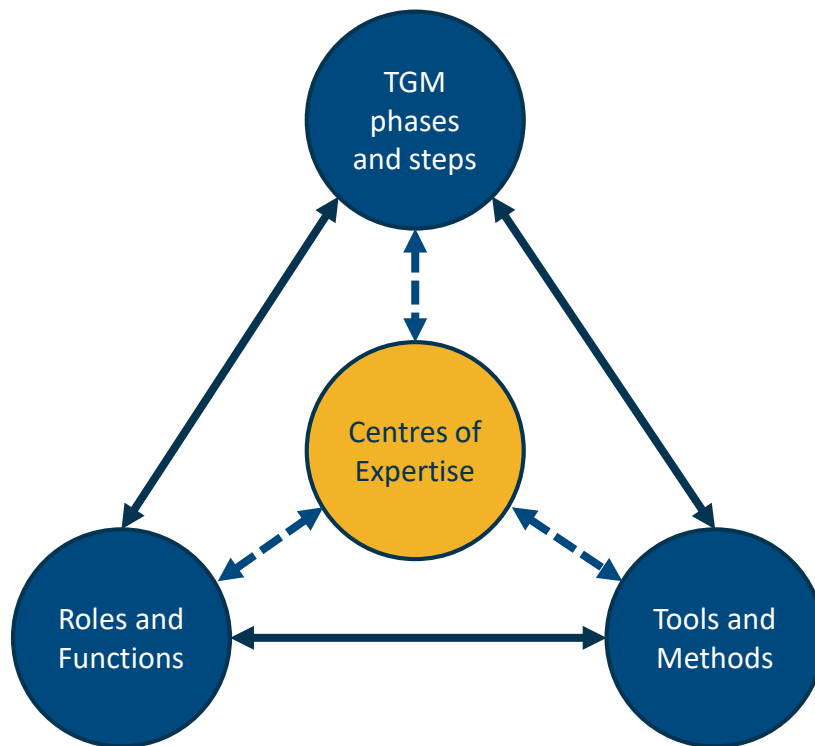 TGM
phases
and steps
Centres of
Expertise
Roles and
Functions
Tools and
Methods